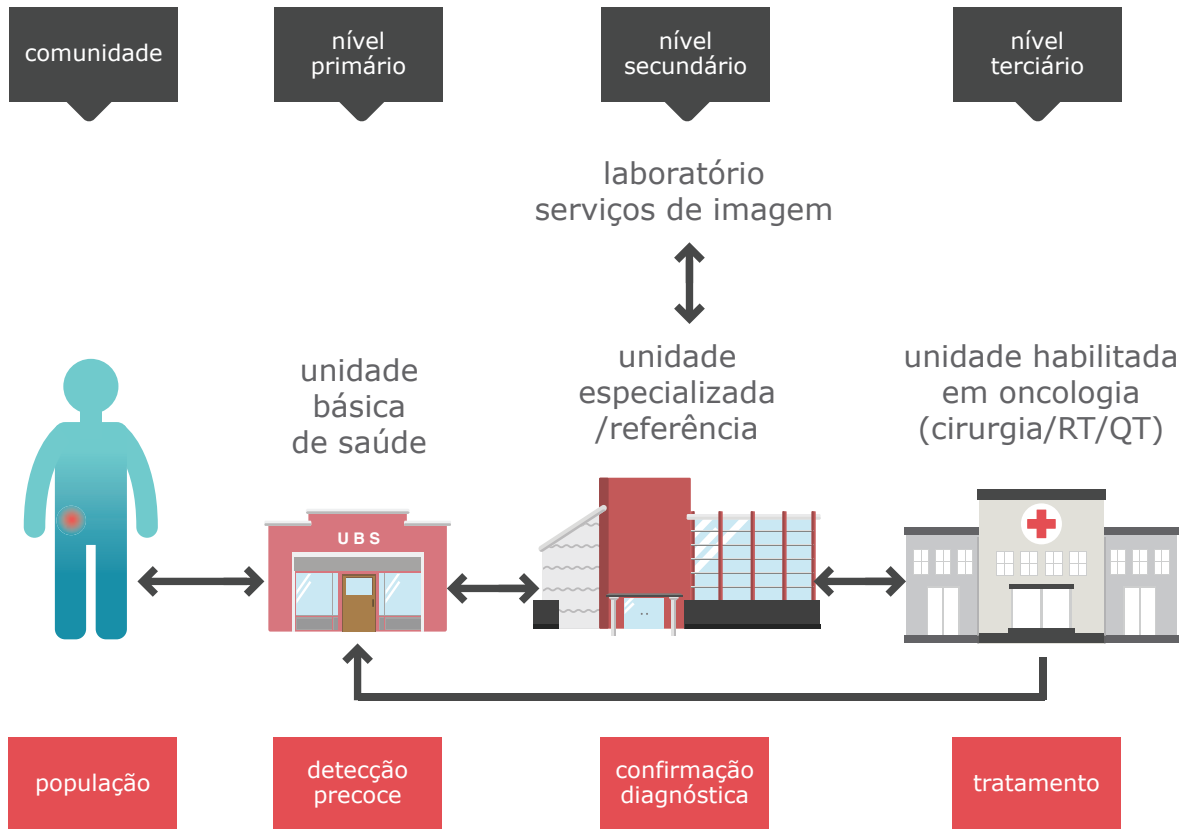 comunidade
nível
primário
nível
secundário
nível
terciário
laboratório
serviços de imagem
unidade
básica
de saúde
unidade
especializada
/referência
unidade habilitada
em oncologia
(cirurgia/RT/QT)
UBS
população
detecção
precoce
confirmação
diagnóstica
tratamento